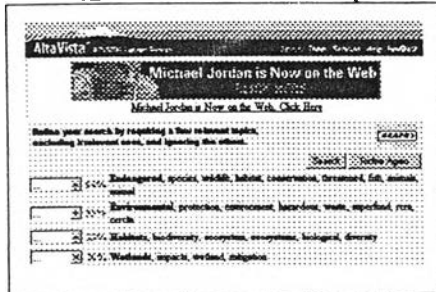 AltaVista
Michael Jordan is Now on the Web
Michael Jordan is Now on the Web. Click Here
Refine your search by requiring a few relevant topics,
excluding irrelevant ones, and ignoring the others.
Search Refine Again
Endangered, species, wildlife, habitat, conservation, threatened, fish, animals,
Environmental, protection, environment, hazardous, waste, superfund, rcra,
cercla
Habitats, biodiversity, ecosystem, ecosystems, biological, diversity
Wetlands, impacts, wetland, mitigation